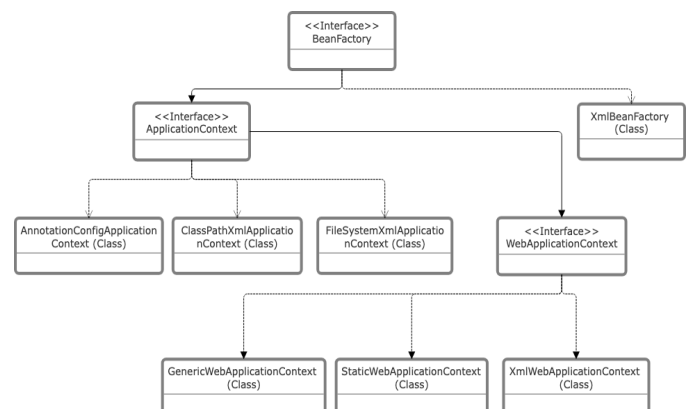 <<Interface>>
BeanFactory
<<Interface>>
ApplicationContext
XmlBeanFactory
(Class)
AnnotationConfigApplication
Context (Class)
ClassPathXmlApplicatio
nContext (Class)
FileSystemXmlApplicatio
nContext (Class)
<<Interface>>
WebApplicationContext
GenericWebApplicationContext
(Class)
StaticWebApplicationContext
(Class)
XmlWebApplicationContext
(Class)